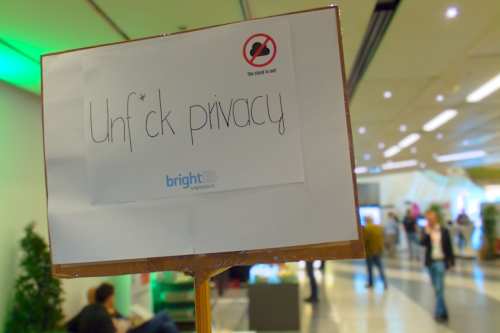 The cloud is evil
Unf*ck privacy
bright